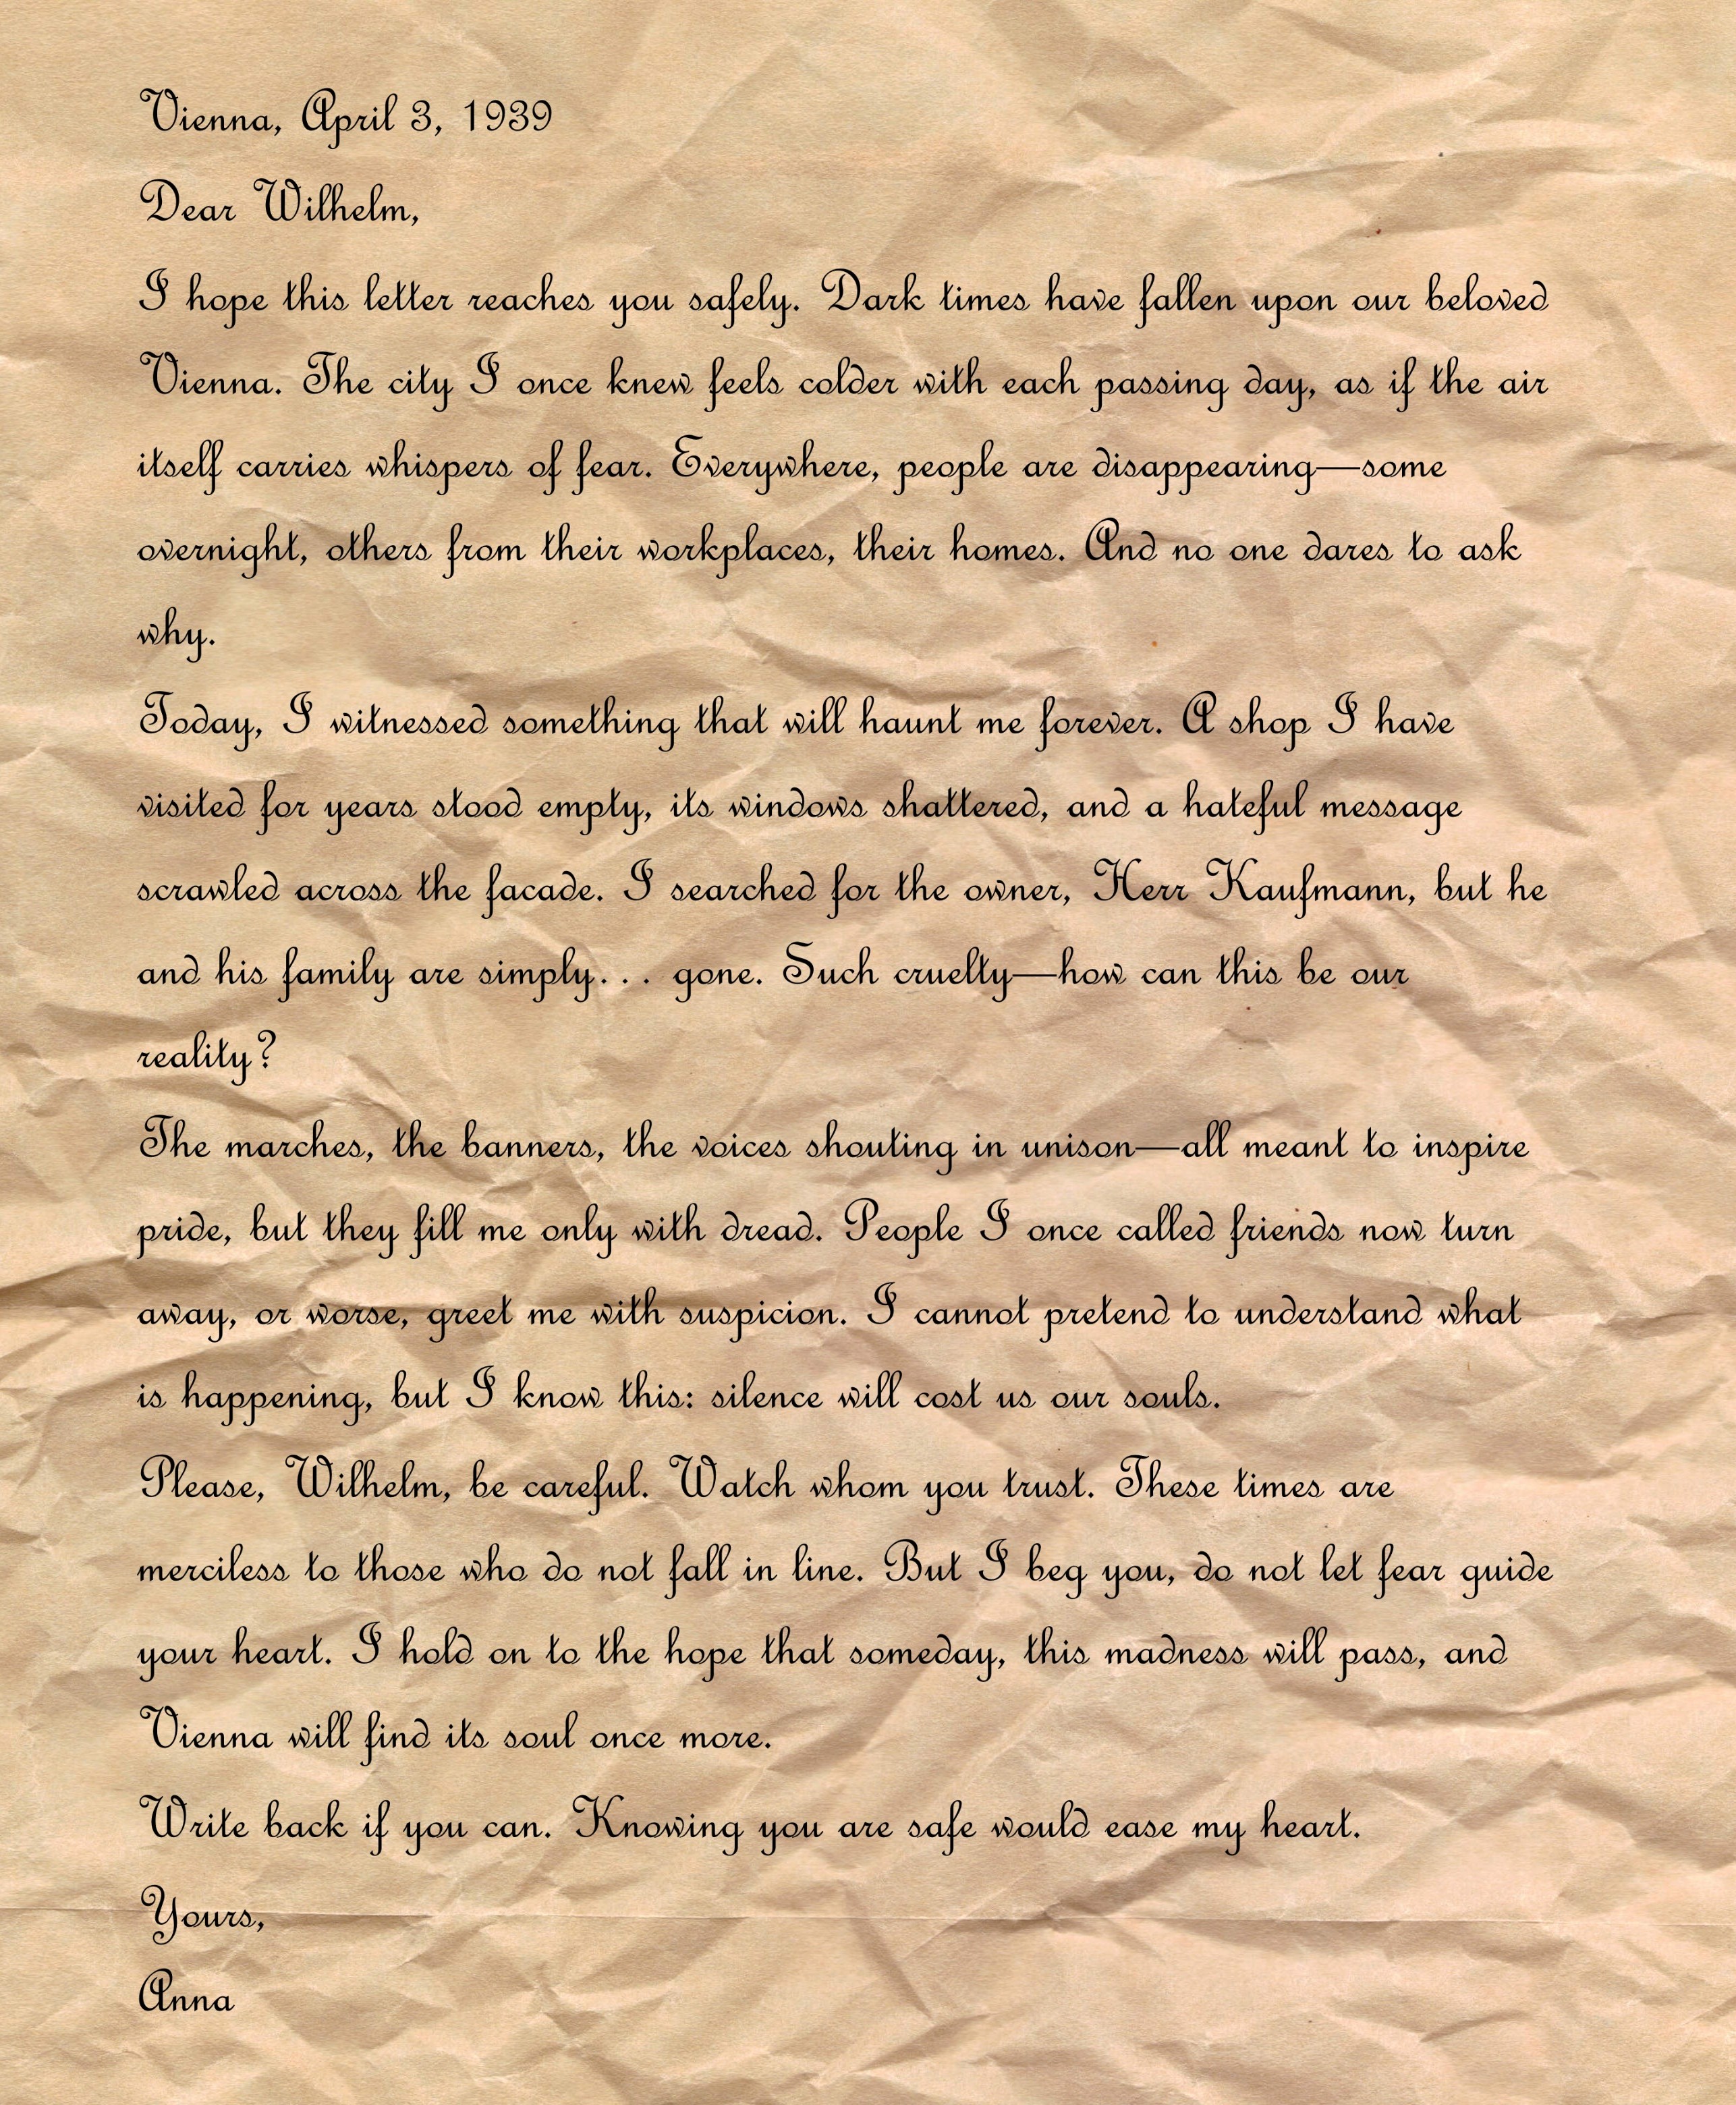 Vienna, April 3, 1939
Dear Wilhelm,
I hope this letter reaches you safely. Dark times have fallen upon our beloved
Vienna. The city I once knew feels colder with each passing day, as if the air
itself carries whispers of fear. Everywhere, people are disappearing—some
overnight, others from their workplaces, their homes. And no one dares to ask
why.
Today, I witnessed something that will haunt me forever. A shop I have
visited for years stood empty, its windows shattered, and a hateful message
scrawled across the facade. I searched for the owner, Herr Kaufmann, but he
and his family are simply. . . gone. Such cruelty—how can this be our
reality?
The marches, the banners, the voices shouting in unison—all meant to inspire
pride, but they fill me only with dread. People I once called friends now turn
away, or worse, greet me with suspicion. I cannot pretend to understand what
is happening, but I know this: silence will cost us our souls.
Please, Wilhelm, be careful. Watch whom you trust. These times are
merciless to those who do not fall in line. But I beg you, do not let fear guide
your heart. I hold on to the hope that someday, this madness will pass, and
Vienna will find its soul once more.
Write back if you can. Knowing you are safe would ease my heart.
Yours,
Anna